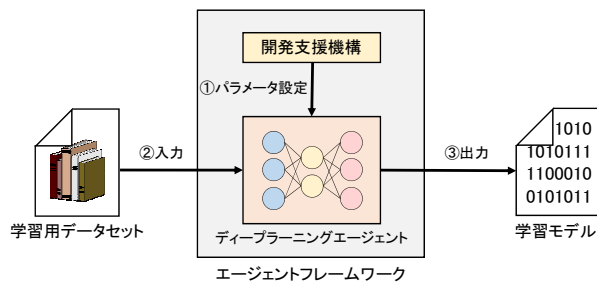 開発支援機構
①パラメータ設定
②入力
③出力
1010
1010111
1100010
0101011
学習用データセット
ディープラーニングエージェント
学習モデル
エージェントフレームワーク